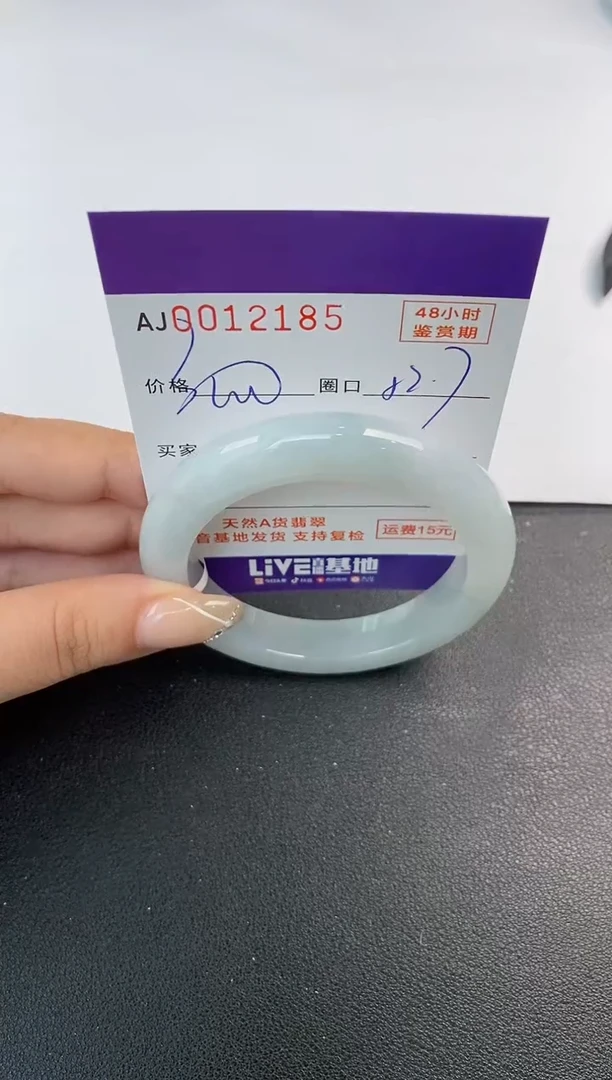 AJ0012185
48小时
鉴赏期
价格 圈口
买家
天然A货翡翠
音基地发货 支持复检
运费15元
LiVE 基地